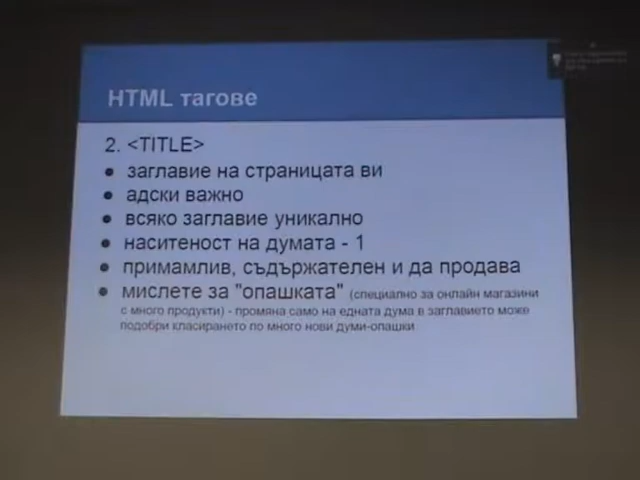 HTML тагове
2. <TITLE>
● заглавие на страницата ви
● адски важно
● всяко заглавие уникално
● наситеност на думата - 1
● примамлив, съдържателен и да продава
● мислете за "опашката" (специално за онлайн магазини
с много продукти) - промяна само на едната дума в заглавието може
подобри класирането по много нови думи-опашки